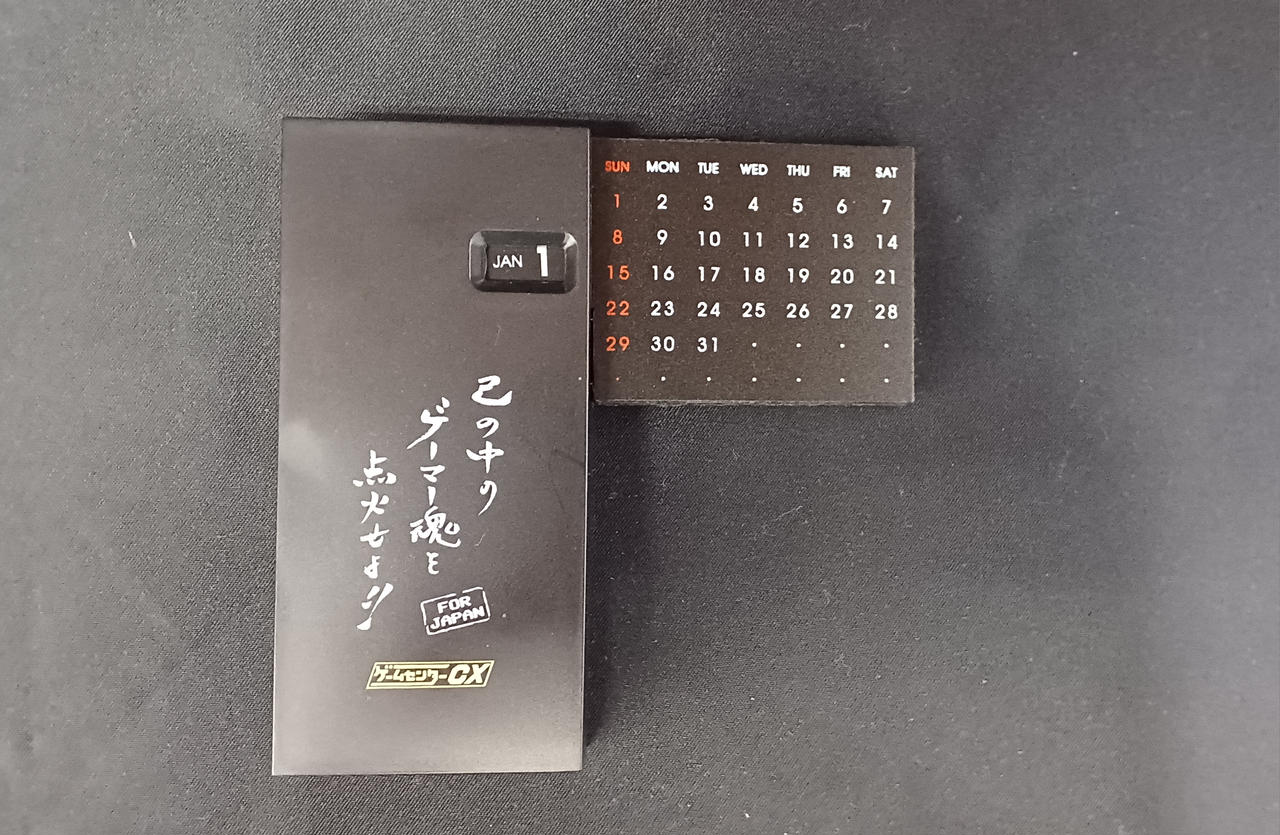 JAN 1
己の中の
ゲーマー魂を
点火せよ!!
FOR
JAPAN
ゲームセンターCX
SUN MON TUE WED THU FRI SAT
1 2 3 4 5 6 7
8 9 10 11 12 13 14
15 16 17 18 19 20 21
22 23 24 25 26 27 28
29 30 31 · · · ·
· · · · · · ·